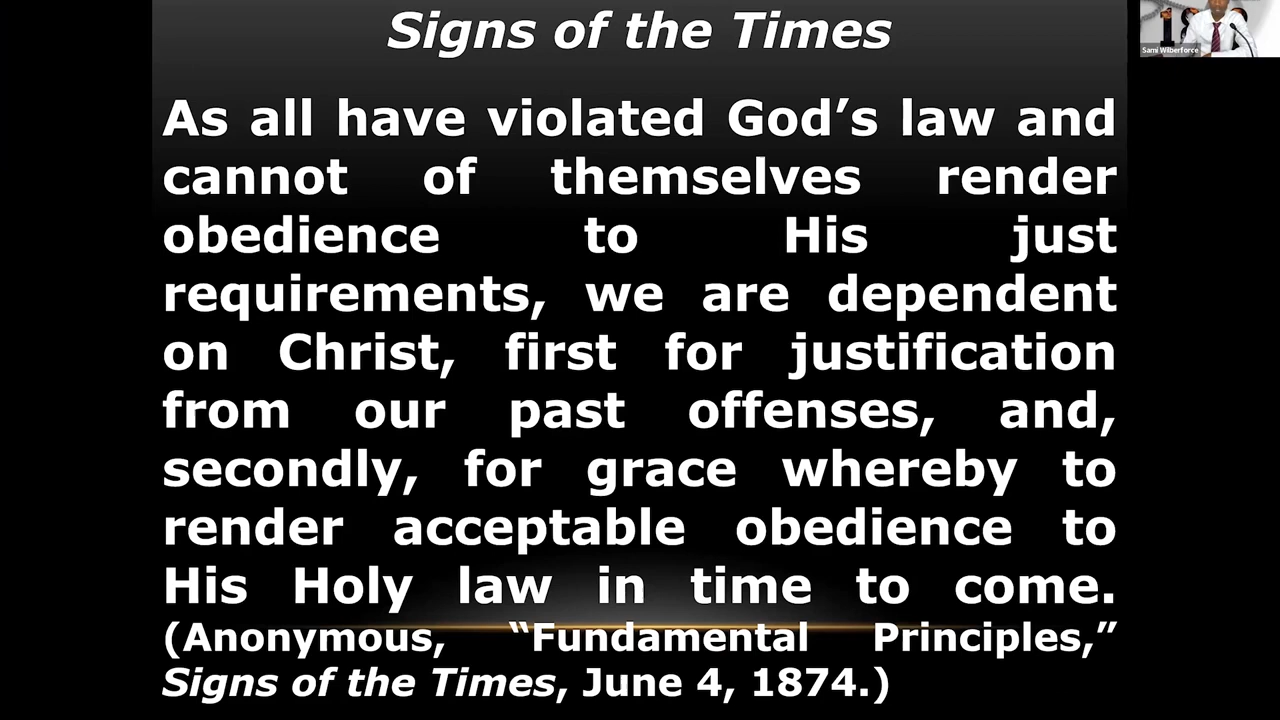 Signs of the Times
As all have violated God’s law and
cannot of themselves render
obedience to His just
requirements, we are dependent
on Christ, first for justification
from our past offenses, and,
secondly, for grace whereby to
render acceptable obedience to
His Holy law in time to come.
(Anonymous, “Fundamental Principles,”
Signs of the Times, June 4, 1874.)
Sami Wilberforce